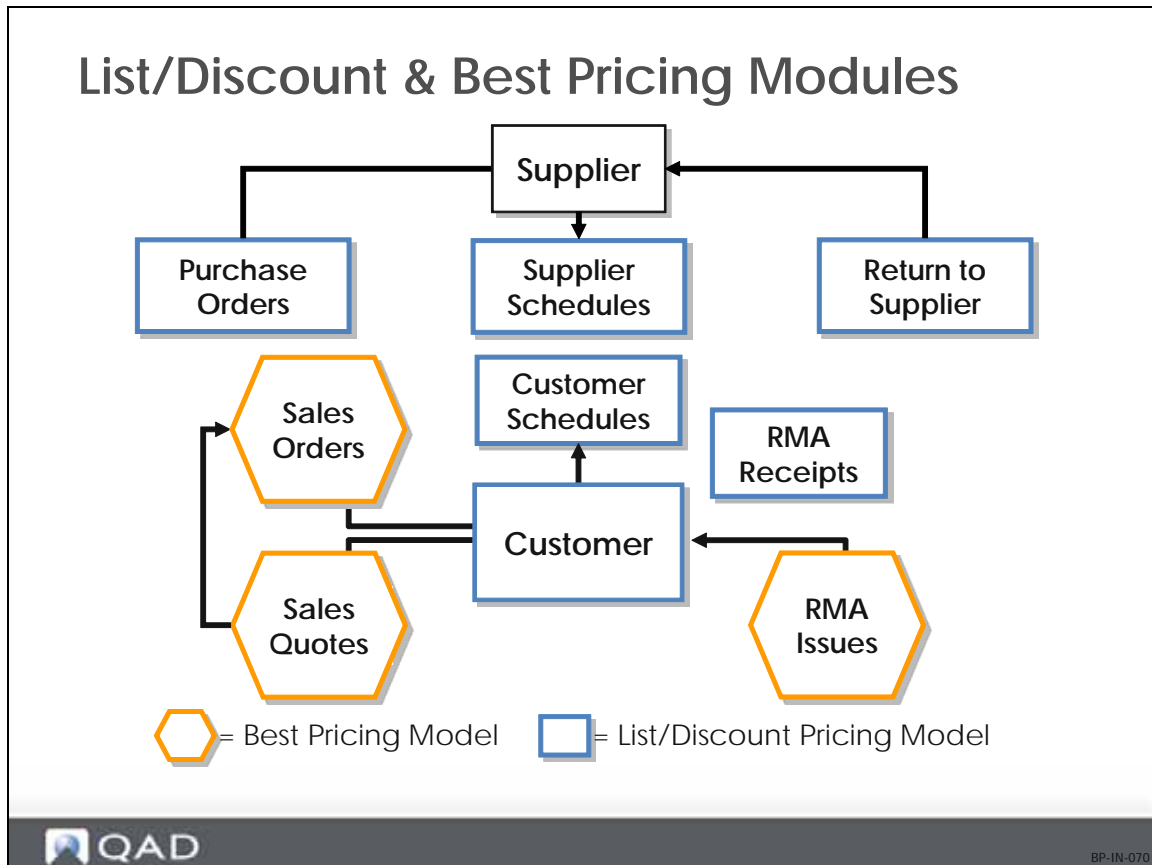 List/Discount & Best Pricing Modules
Supplier
Purchase
Orders
Supplier
Schedules
Return to
Supplier
Sales
Orders
Customer
Schedules
RMA
Receipts
Customer
Sales
Quotes
RMA
Issues
= Best Pricing Model
= List/Discount Pricing Model
QAD
BP-IN-070